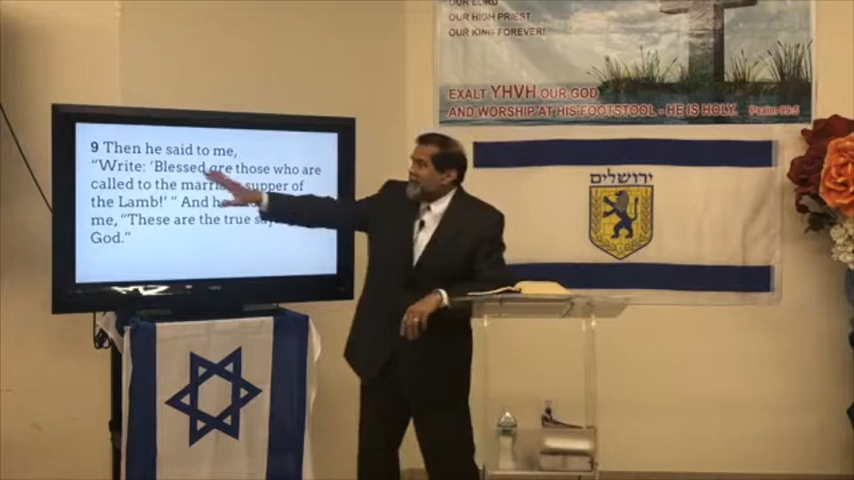 OUR LORD
OUR HIGH PRIEST
OUR KING FOREVER!
EXALT YHVH OUR GOD
AND WORSHIP AT HIS FOOTSTOOL - HE IS HOLY. Psalm 99:5
9 Then he said to me,
"Write: 'Blessed are those who are
called to the supper of
the Lamb!' " And he
me, "These are the true
God."
ירושלים